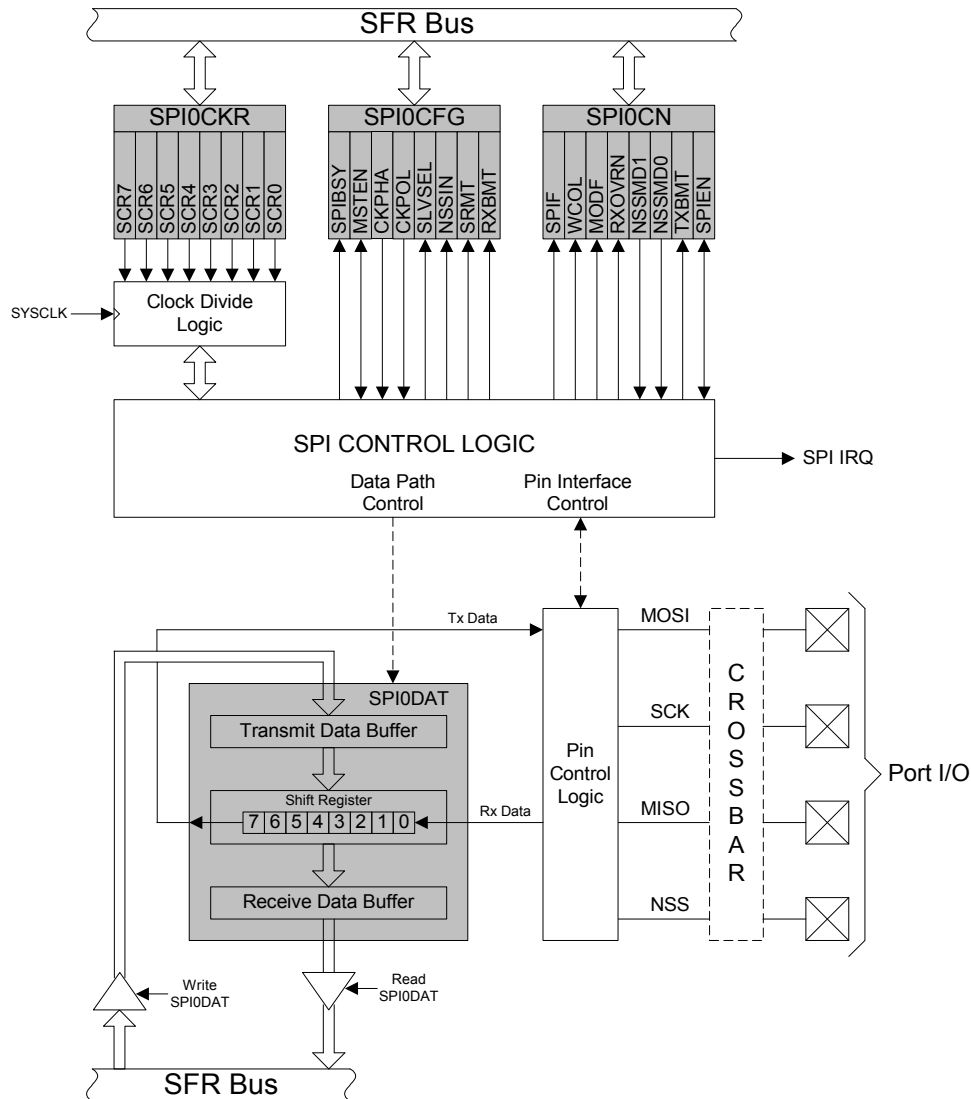 SFR Bus
SPI0CKR
SPI0CFG
SPI0CN
SCR7
SCR6
SCR5
SCR4
SCR3
SCR2
SCR1
SCR0
SPIBSY
MSTEN
CKPHA
CKPOL
SLVSEL
NSSIN
SRMT
RXBMT
SPIF
WCOL
MODF
RXOVRN
NSSMD1
NSSMD0
TXBMT
SPIEN
SYSCLK
Clock Divide
Logic
SPI CONTROL LOGIC
SPI IRQ
Data Path
Control
Pin Interface
Control
Tx Data
MOSI
SPI0DAT
Transmit Data Buffer
SCK
Shift Register
7 6 5 4 3 2 1 0
Rx Data
Pin
Control
Logic
MISO
CROSSBAR
Port I/O
Receive Data Buffer
NSS
Write
SPI0DAT
Read
SPI0DAT
SFR Bus